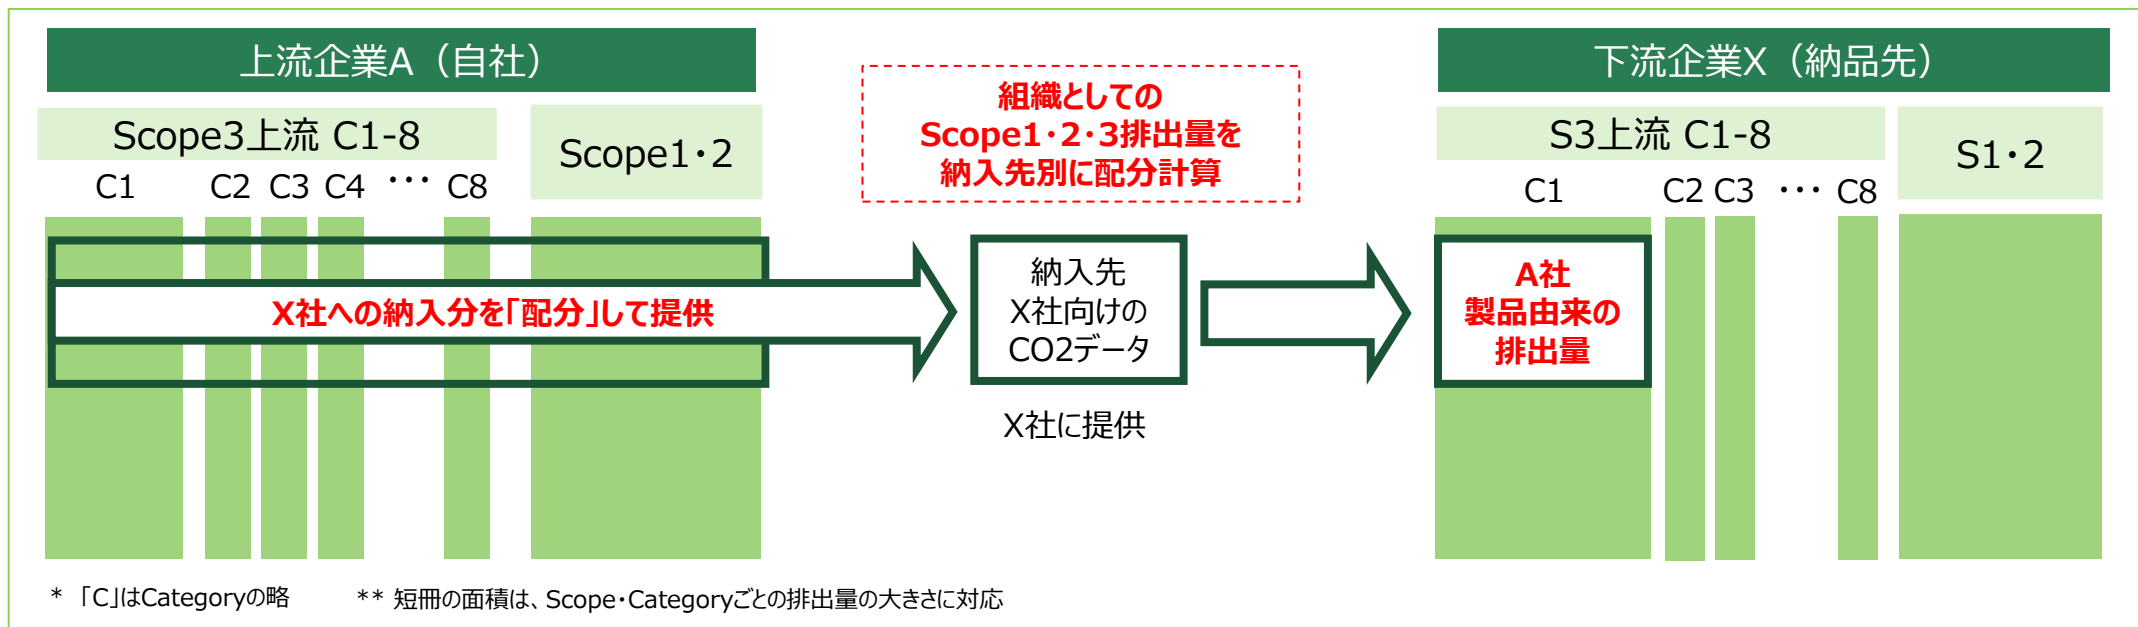 上流企業A（自社）
Scope3上流 C1-8
Scope1・2
C1 C2 C3 C4 … C8
X社への納入分を「配分」して提供
組織としての
Scope1・2・3排出量を
納入先別に配分計算
納入先
X社向けの
CO2データ
X社に提供
下流企業X（納品先）
S3上流 C1-8
S1・2
C1 C2 C3 … C8
A社
製品由来の
排出量
* 「C」はCategoryの略
** 短冊の面積は、Scope・Categoryごとの排出量の大きさに対応